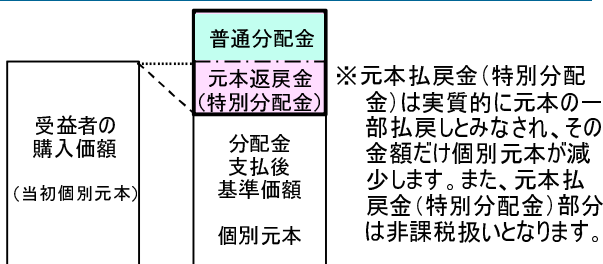 普通分配金
元本返戻金
(特別分配金)
受益者の
購入価額
(当初個別元本)
分配金
支払後
基準価額
個別元本
※元本払戻金(特別分配
金)は実質的に元本の一
部払戻しとみなされ、その
金額だけ個別元本が減
少します。また、元本払
戻金(特別分配金)部分
は非課税扱いとなります。